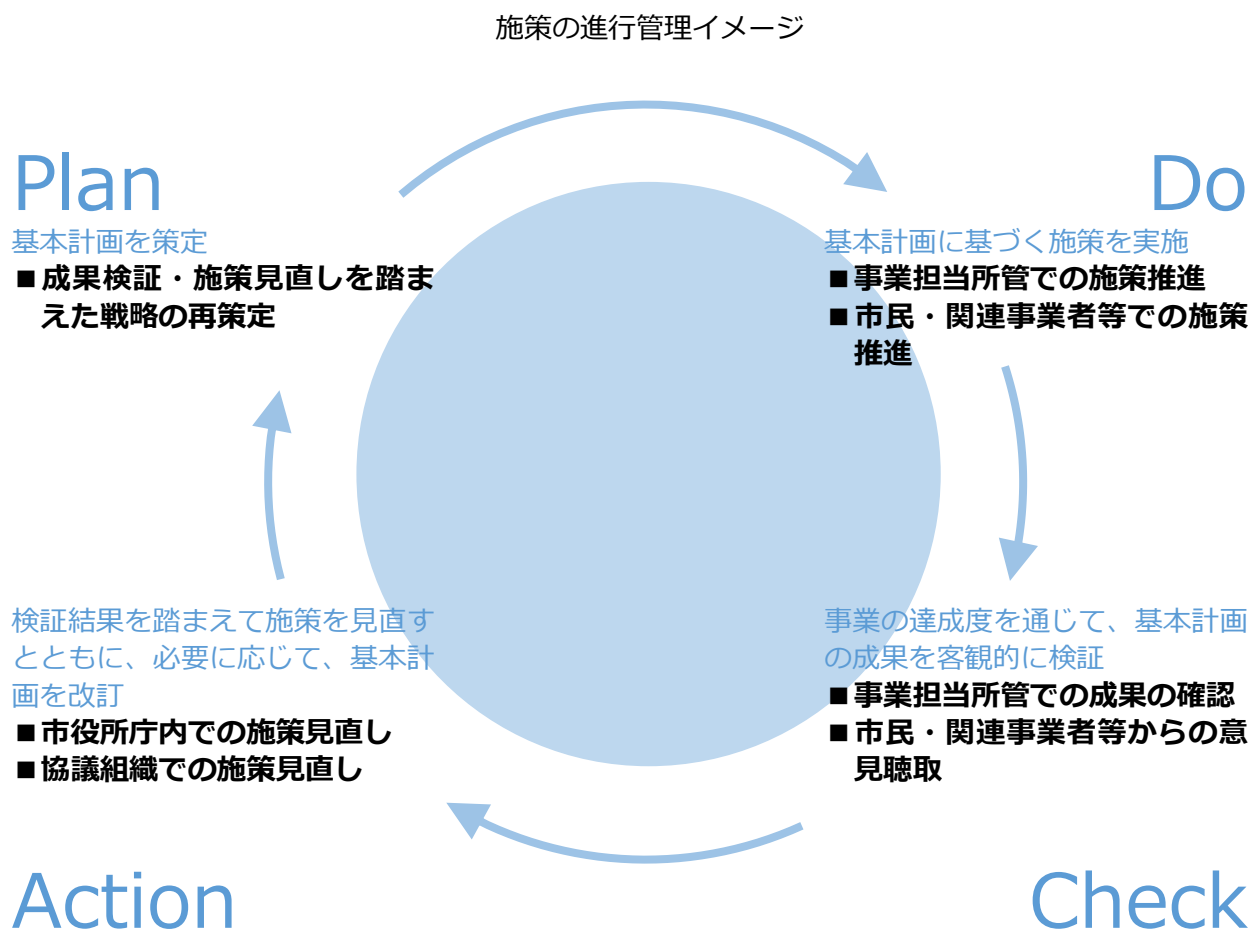 施策の進行管理イメージ
Plan
基本計画を策定
■成果検証・施策見直しを踏ま
えた戦略の再策定
Do
基本計画に基づく施策を実施
■事業担当所管での施策推進
■市民・関連事業者等での施策
推進
検証結果を踏まえて施策を見直す
とともに、必要に応じて、基本計
画を改訂
■市役所庁内での施策見直し
■協議組織での施策見直し
Action
事業の達成度を通じて、基本計画
の成果を客観的に検証
■事業担当所管での成果の確認
■市民・関連事業者等からの意
見聴取
Check